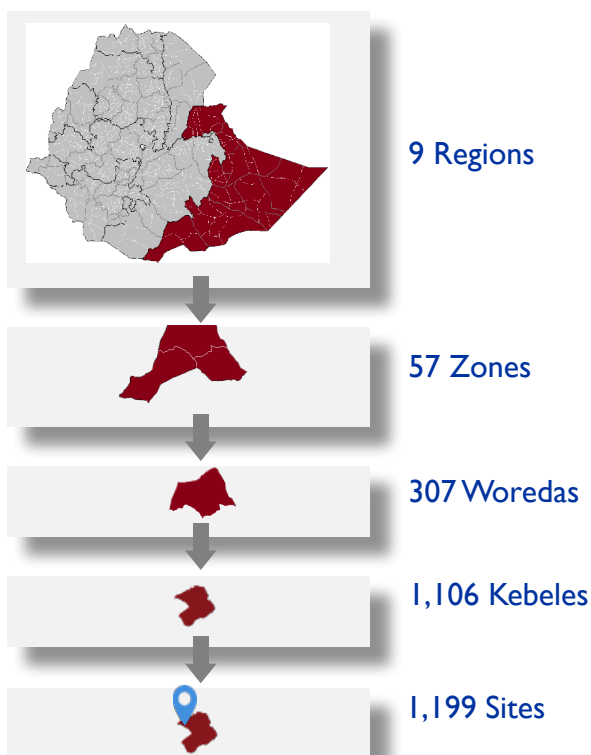 9 Regions
57 Zones
307 Woredas
1,106 Kebeles
1,199 Sites